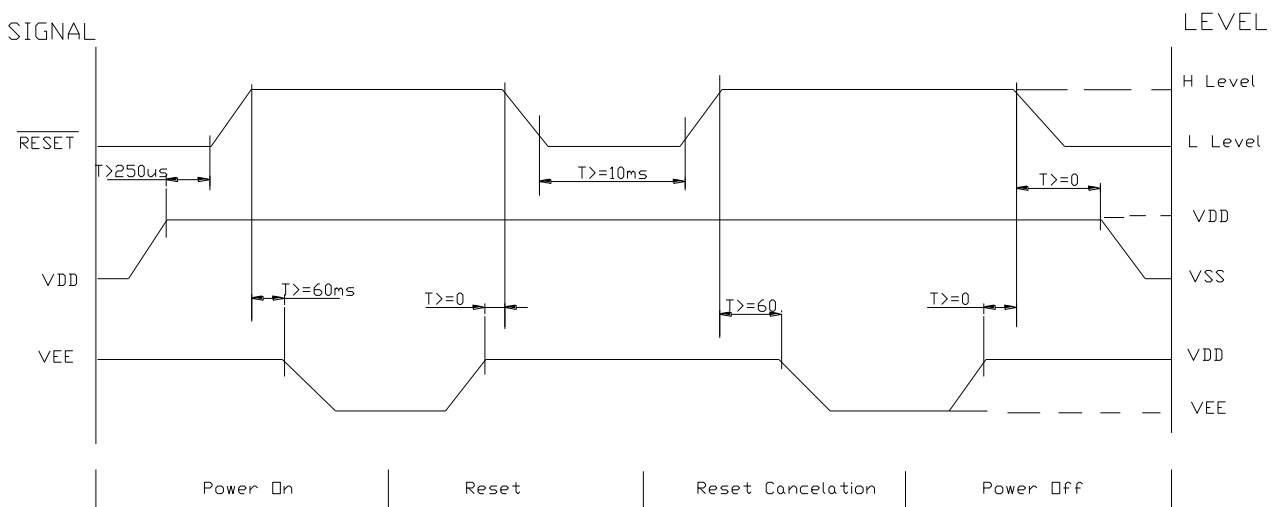 SIGNAL
LEVEL
H Level
RESET
L Level
T>250us
T>=10ms
T>=0
VDD
VDD
VSS
T>=60ms
T>=0
T>=60
T>=0
VEE
VDD
VEE
Power On
Reset
Reset Cancelation
Power Off